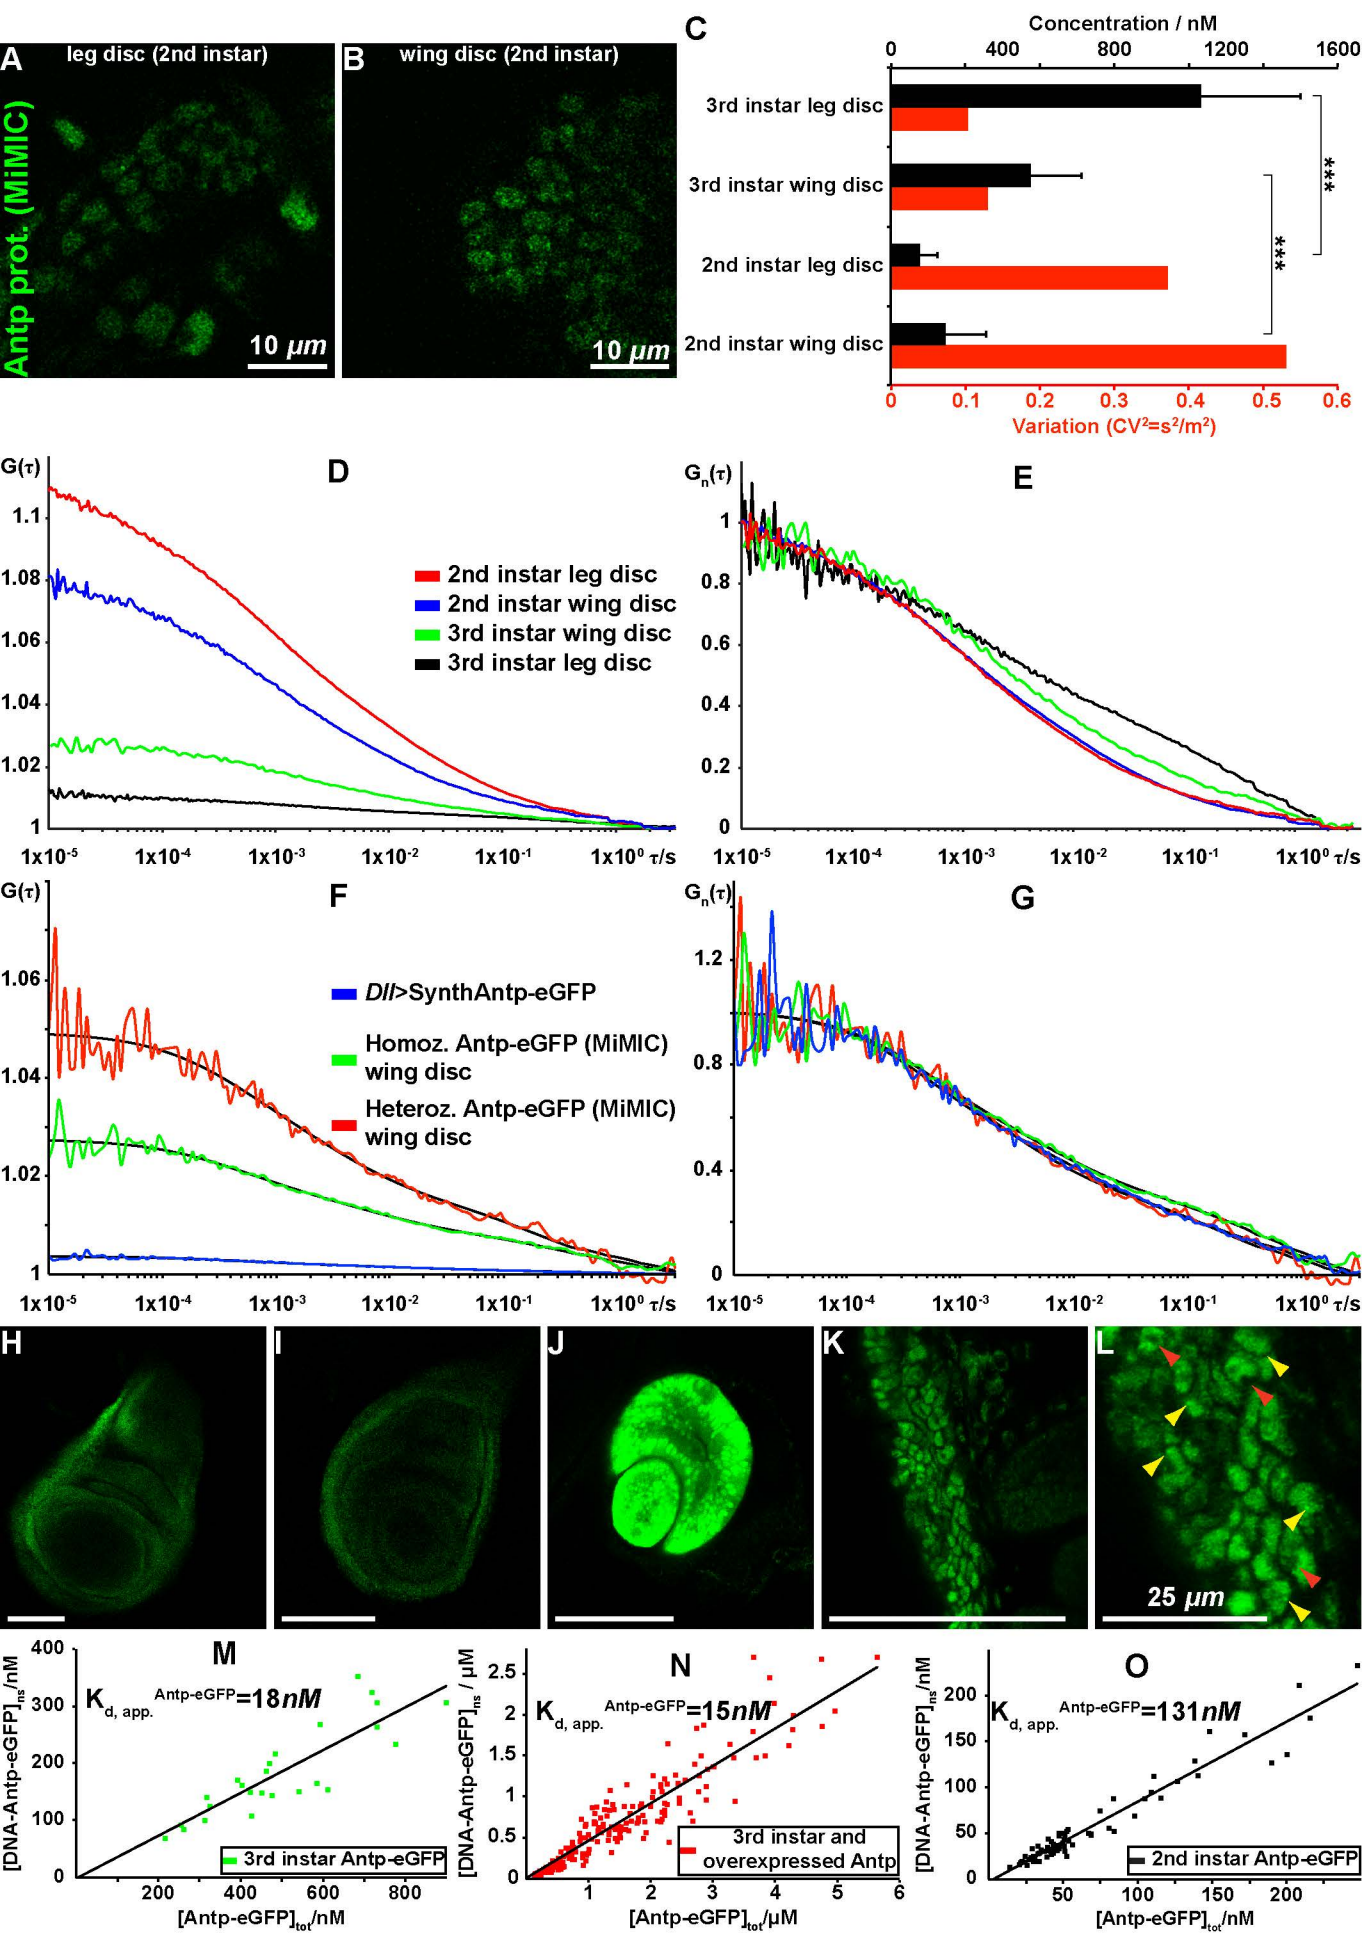 A
leg disc (2nd instar)
Antp prot. (MiMIC)
10 µm
B
wing disc (2nd instar)
10 µm
C
Concentration / nM
0 400 800 1200 1600
3rd instar leg disc
3rd instar wing disc
2nd instar leg disc
2nd instar wing disc
***
***
0 0.1 0.2 0.3 0.4 0.5 0.6
Variation (CV²=s²/m²)
G(τ)
D
1.1
1.08
1.06
1.04
1.02
1
2nd instar leg disc
2nd instar wing disc
3rd instar wing disc
3rd instar leg disc
1x10⁻⁵ 1x10⁻⁴ 1x10⁻³ 1x10⁻² 1x10⁻¹ 1x10⁰ τ/s
Gₙ(τ)
E
1
0.8
0.6
0.4
0.2
0
1x10⁻⁵ 1x10⁻⁴ 1x10⁻³ 1x10⁻² 1x10⁻¹ 1x10⁰ τ/s
G(τ)
F
1.06
1.04
1.02
1
Dll>SynthAntp-eGFP
Homoz. Antp-eGFP (MiMIC)
wing disc
Heteroz. Antp-eGFP (MiMIC)
wing disc
1x10⁻⁵ 1x10⁻⁴ 1x10⁻³ 1x10⁻² 1x10⁻¹ 1x10⁰ τ/s
Gₙ(τ)
G
1.2
0.8
0.4
0
1x10⁻⁵ 1x10⁻⁴ 1x10⁻³ 1x10⁻² 1x10⁻¹ 1x10⁰ τ/s
H
I
J
K
L
25 µm
M
[DNA-Antp-eGFP]ns/nM
400
300
200
100
0
Kd, app.Antp-eGFP=18nM
3rd instar Antp-eGFP
200 400 600 800
[Antp-eGFP]tot/nM
N
[DNA-Antp-eGFP]ns / µM
2.5
2
1.5
1
0.5
0
Kd, app.Antp-eGFP=15nM
3rd instar and
overexpressed Antp
1 2 3 4 5 6
[Antp-eGFP]tot/µM
O
[DNA-Antp-eGFP]ns/nM
200
150
100
50
0
Kd, app.Antp-eGFP=131nM
2nd instar Antp-eGFP
50 100 150 200
[Antp-eGFP]tot/nM